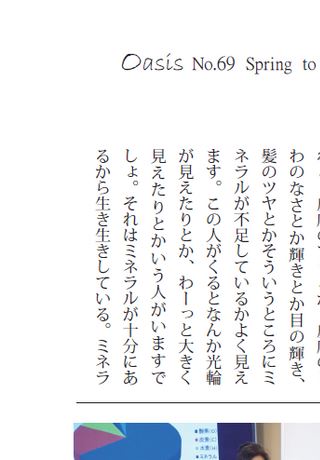 Oasis No.69 Spring to
わのなさとか輝きとか目の輝き、
髪のツヤとかそういうところにミ
ネラルが不足しているかよく見え
ます。この人がくるとなんか光輪
が見えたりとか、わーっと大きく
見えたりとかいう人がいますで
しょ。それはミネラルが十分にあ
るから生き生きしている。ミネラ